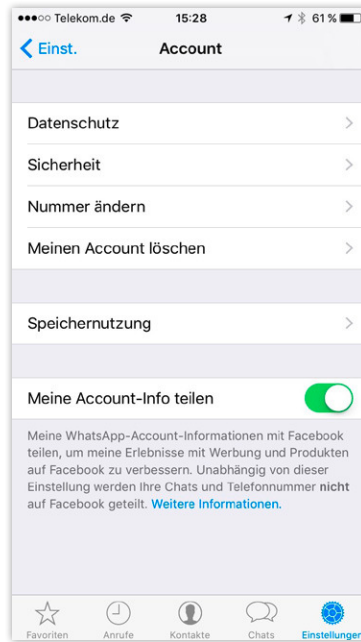 Telekom.de 15:28 61 %
Einst. Account
Datenschutz
Sicherheit
Nummer ändern
Meinen Account löschen
Speichernutzung
Meine Account-Info teilen
Meine WhatsApp-Account-Informationen mit Facebook
teilen, um meine Erlebnisse mit Werbung und Produkten
auf Facebook zu verbessern. Unabhängig von dieser
Einstellung werden Ihre Chats und Telefonnummer nicht
auf Facebook geteilt. Weitere Informationen.
Favoriten Anrufe Kontakte Chats Einstellungen